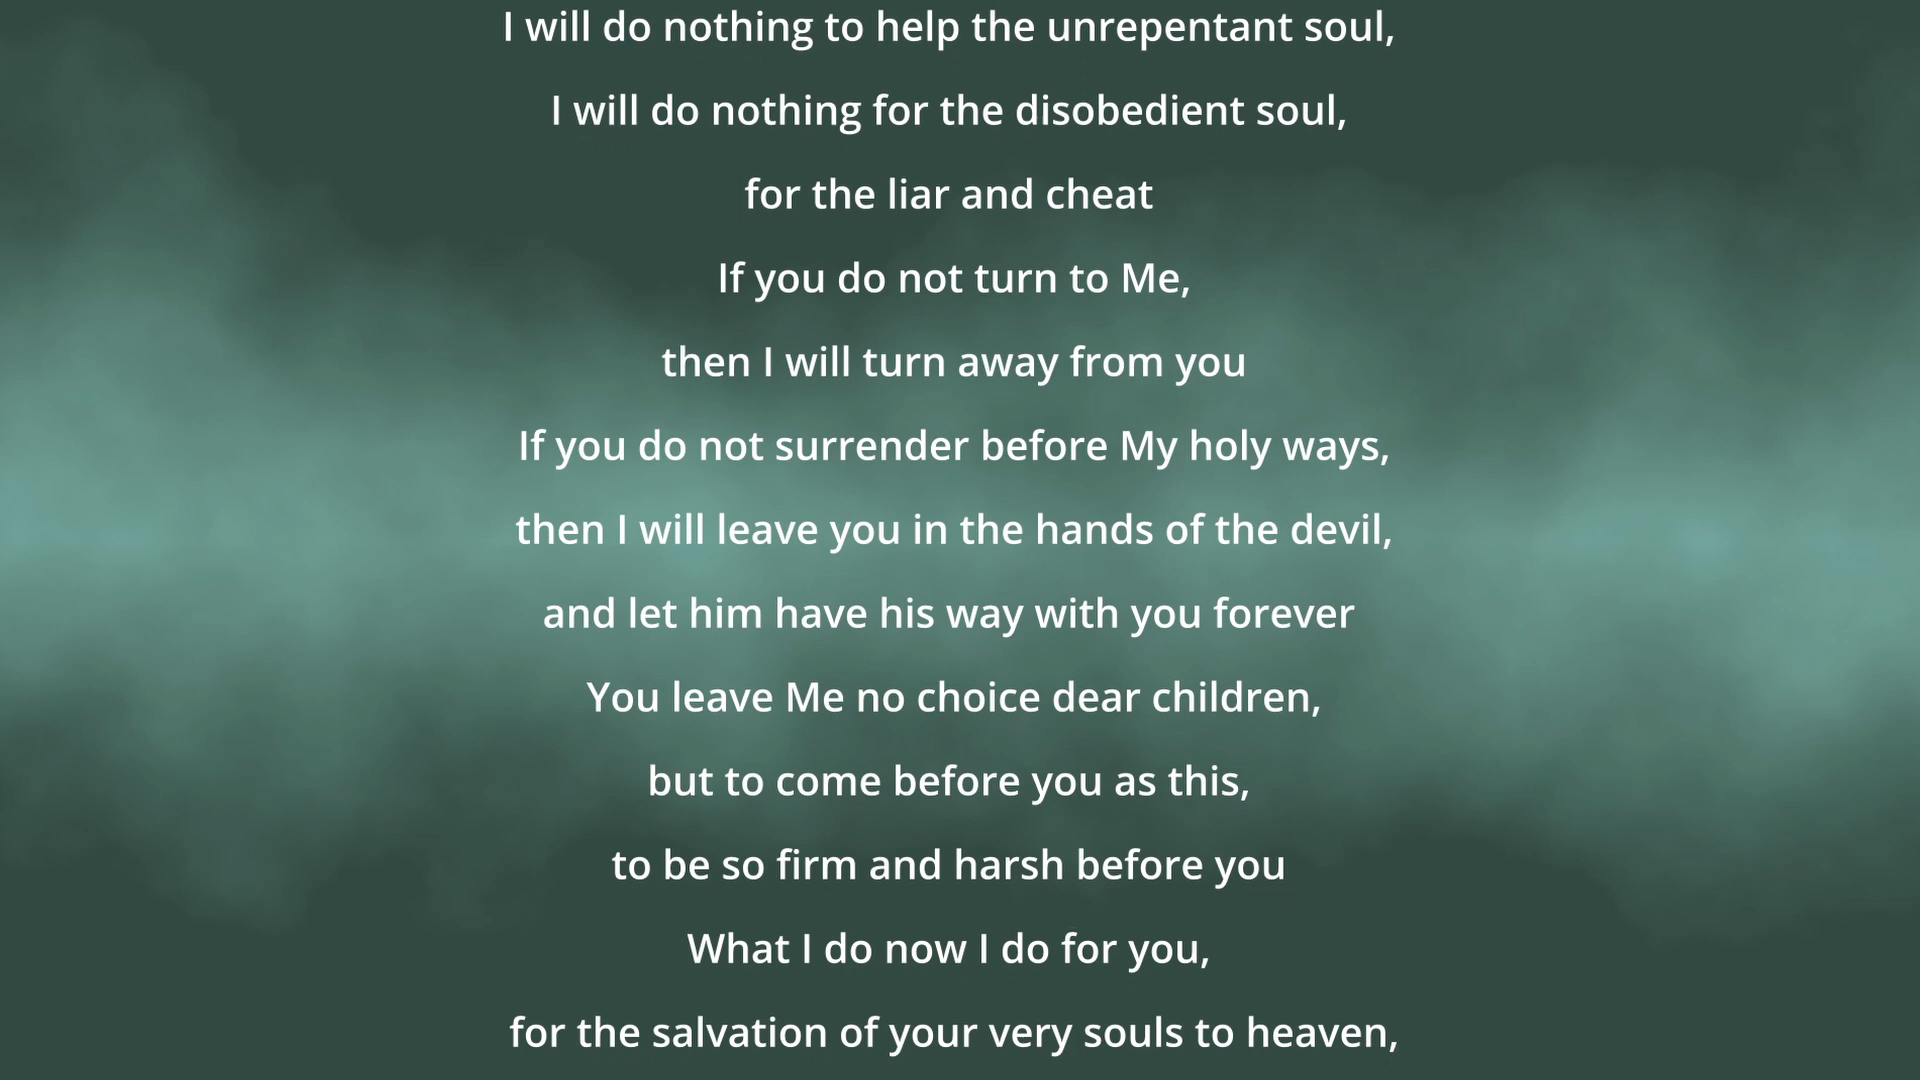 I will do nothing to help the unrepentant soul,
I will do nothing for the disobedient soul,
for the liar and cheat
If you do not turn to Me,
then I will turn away from you
If you do not surrender before My holy ways,
then I will leave you in the hands of the devil,
and let him have his way with you forever
You leave Me no choice dear children,
but to come before you as this,
to be so firm and harsh before you
What I do now I do for you,
for the salvation of your very souls to heaven,